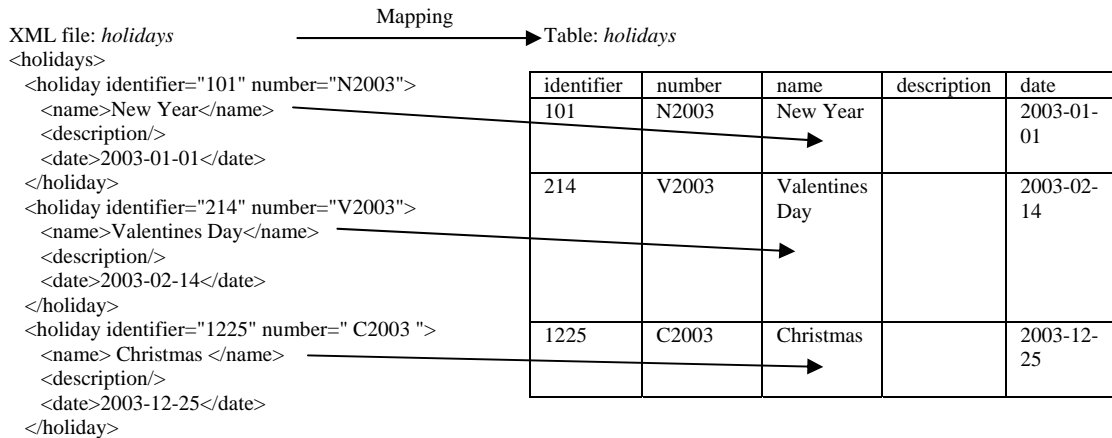 Mapping
XML file: holidays
Table: holidays
<holidays>
<holiday identifier="101" number="N2003">
<name>New Year</name>
<description/>
<date>2003-01-01</date>
</holiday>
<holiday identifier="214" number="V2003">
<name>Valentines Day</name>
<description/>
<date>2003-02-14</date>
</holiday>
<holiday identifier="1225" number=" C2003 ">
<name> Christmas </name>
<description/>
<date>2003-12-25</date>
</holiday>
identifier number name description date
101 N2003 New Year 2003-01-
01
214 V2003 Valentines 2003-02-
Day 14
1225 C2003 Christmas 2003-12-
25